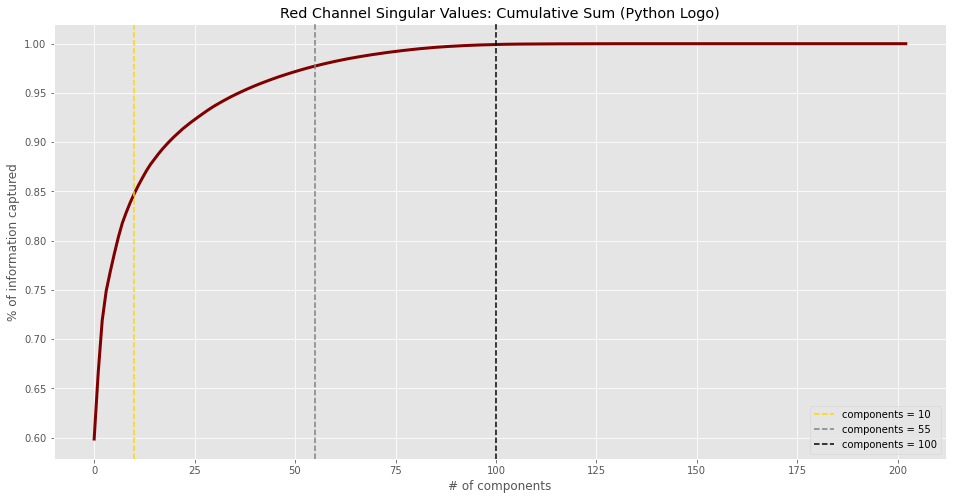 Red Channel Singular Values: Cumulative Sum (Python Logo)
% of information captured
1.00
0.95
0.90
0.85
0.80
0.75
0.70
0.65
0.60
components = 10
components = 55
components = 100
0 25 50 75 100 125 150 175 200
# of components